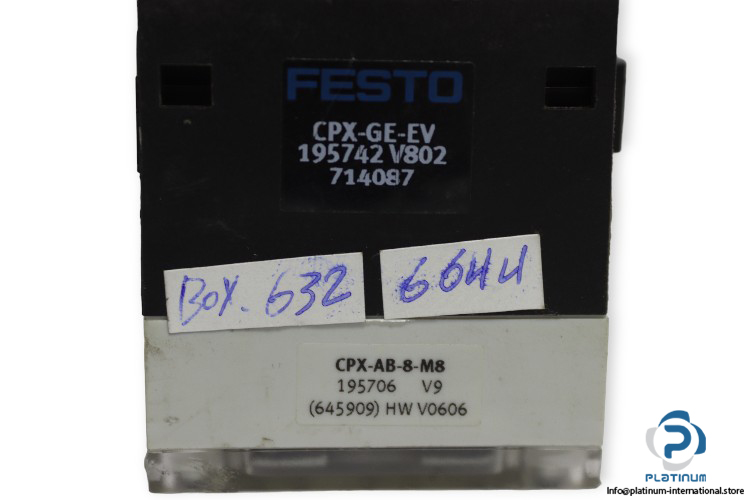 FESTO
CPX-GE-EV
195742 V802
714087
BOX. 632
6644
CPX-AB-8-M8
195706 V9
(645909) HW V0606
PLATINUM
Info@platinum-international.store